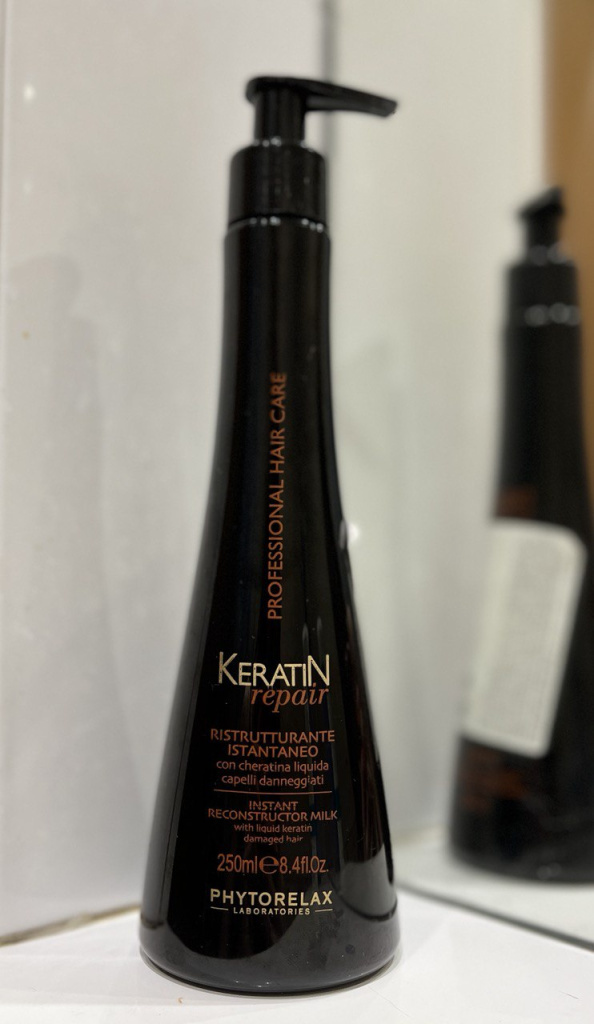 PROFESSIONAL HAIR CARE
KERATIN
repair
RISTRUTTURANTE
ISTANTANEO
con cheratina liquida
capelli danneggiati
INSTANT
RECONSTRUCTOR MILK
with liquid keratin
damaged hair
250ml℮8.4fl.Oz.
PHYTORELAX
LABORATORIES